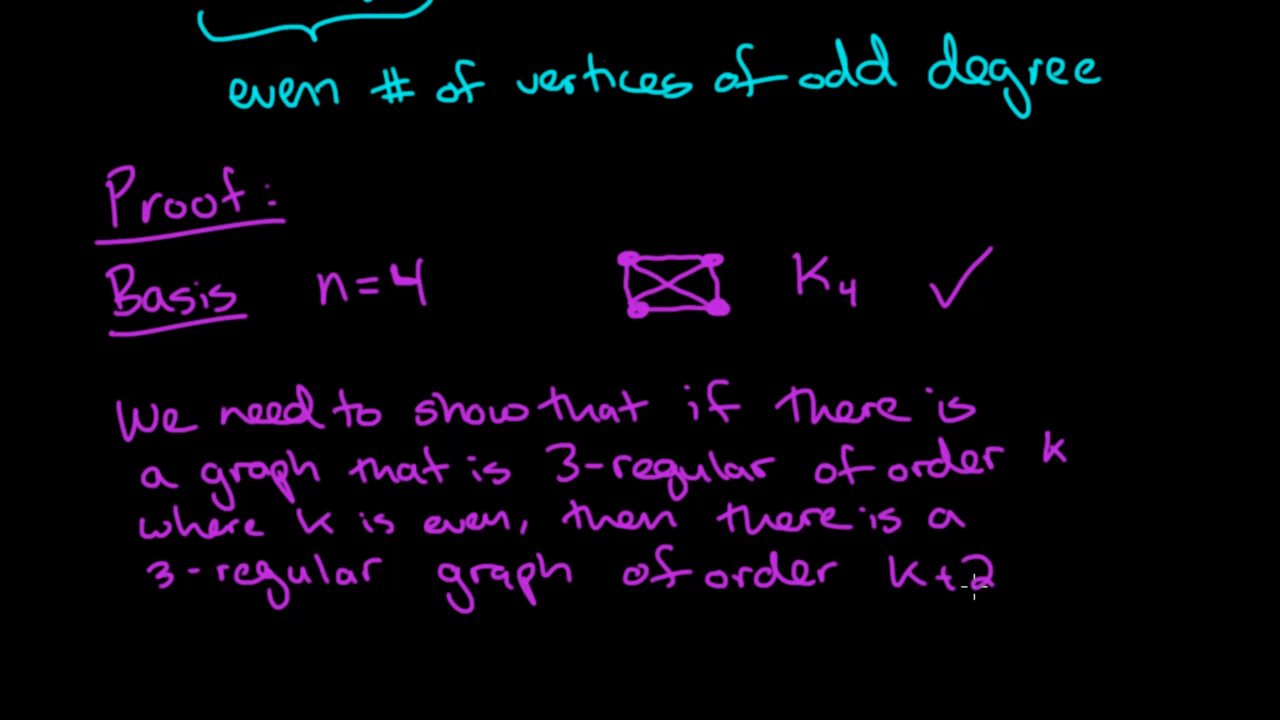 even # of vertices of odd degree
Proof:
Basis n=4 K4 ✓
We need to show that if there is
a graph that is 3-regular of order k
where k is even, then there is a
3-regular graph of order k+2